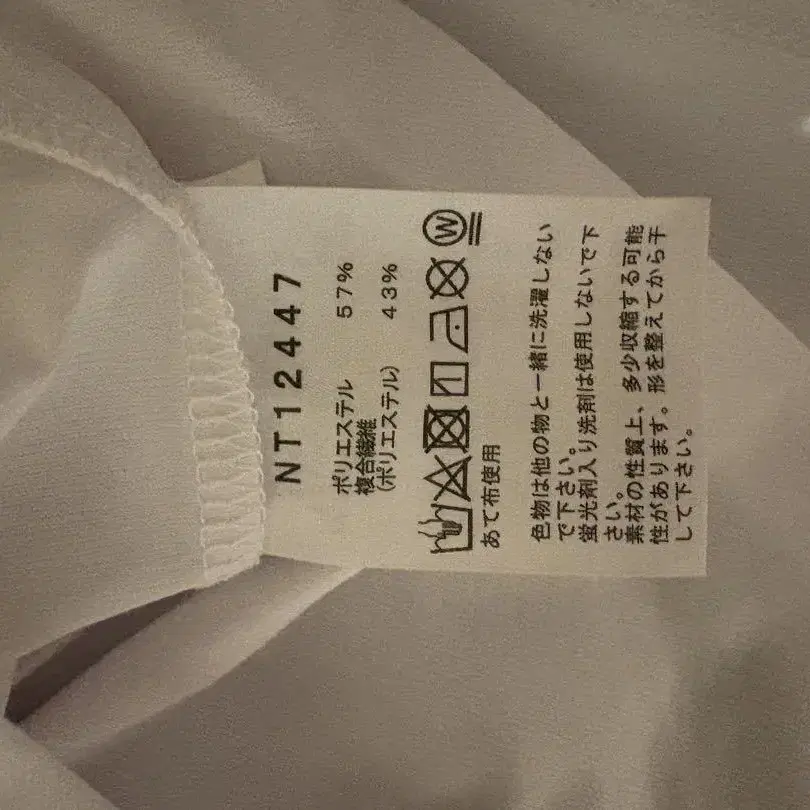 NT12447
ポリエステル 57%
複合繊維
(ポリエステル) 43%
W
あて布使用
色物は他の物と一緒に洗濯しない
で下さい。
蛍光剤入り洗剤は使用しないで下
さい。
素材の性質上、多少収縮する可能
性があります。形を整えてから干
して下さい。